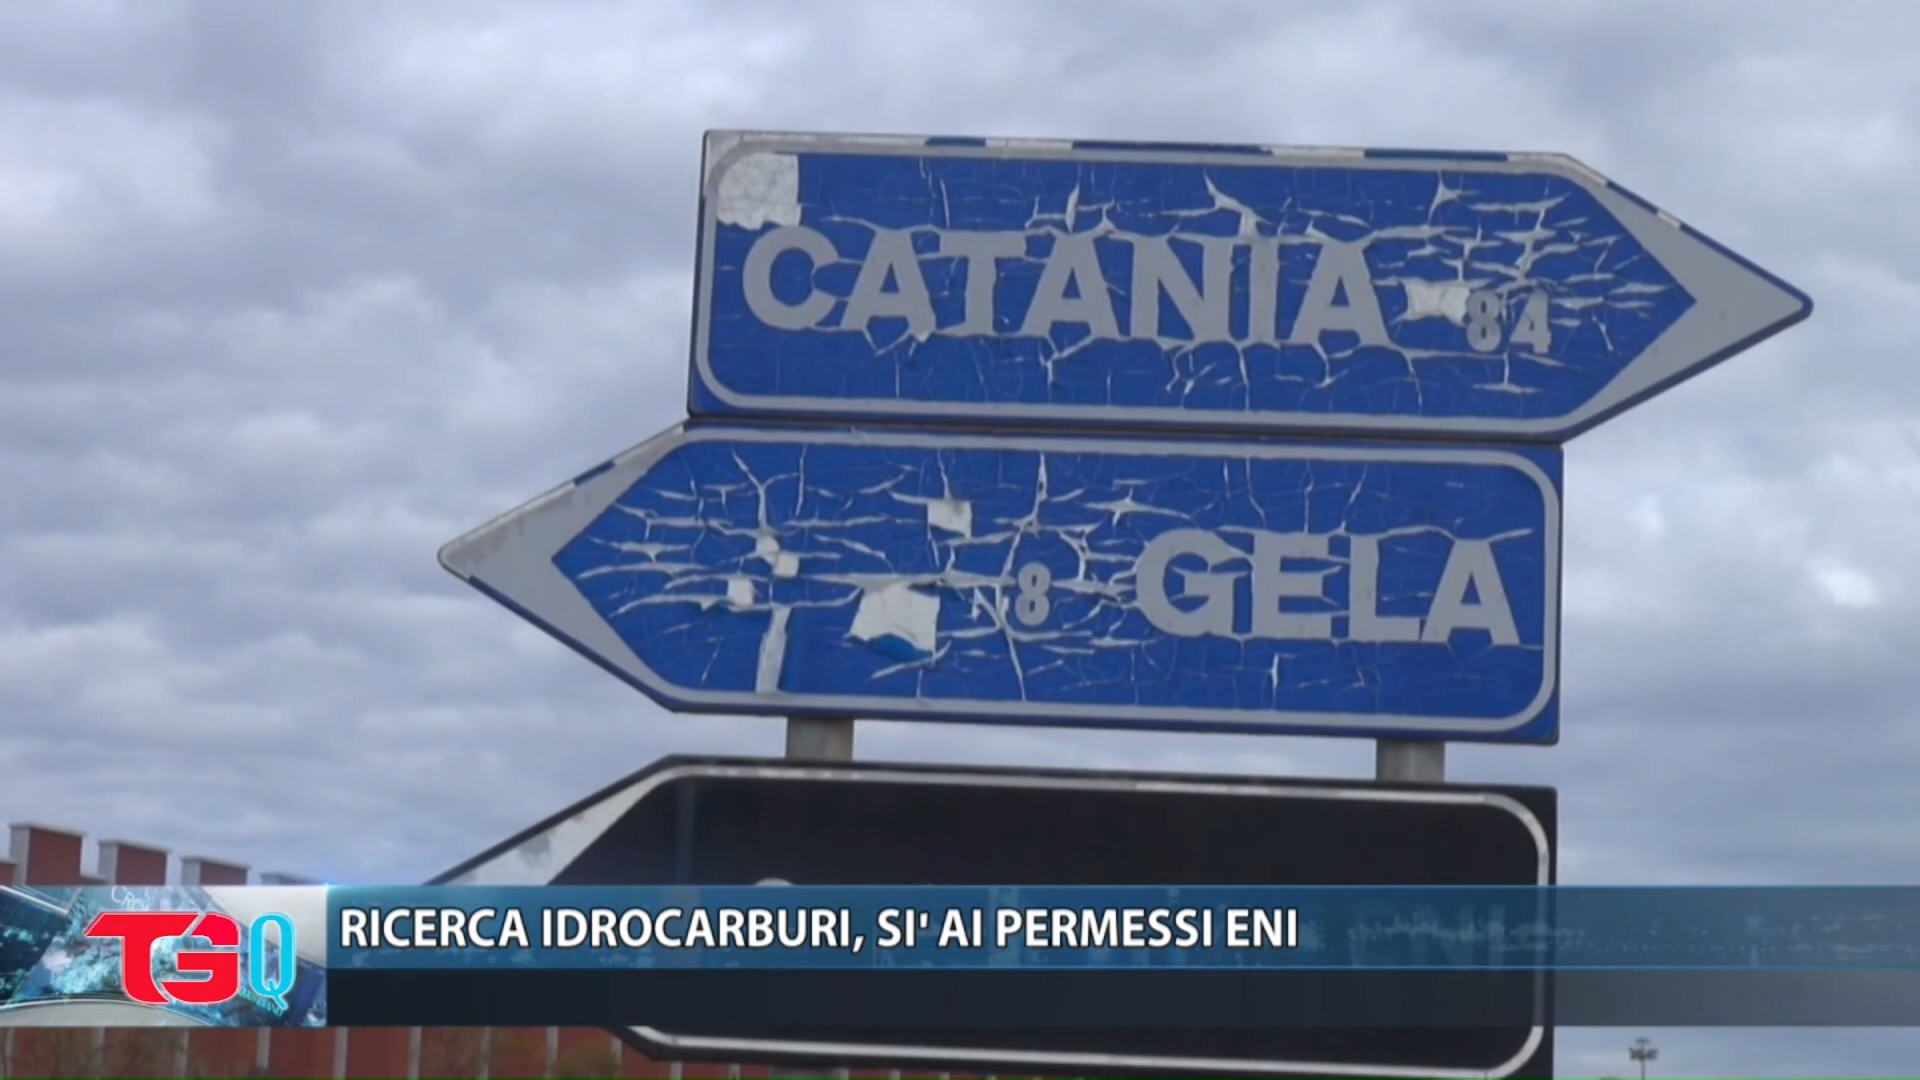 CATANIA 84
8 GELA
TGQ
RICERCA IDROCARBURI, SI' AI PERMESSI ENI